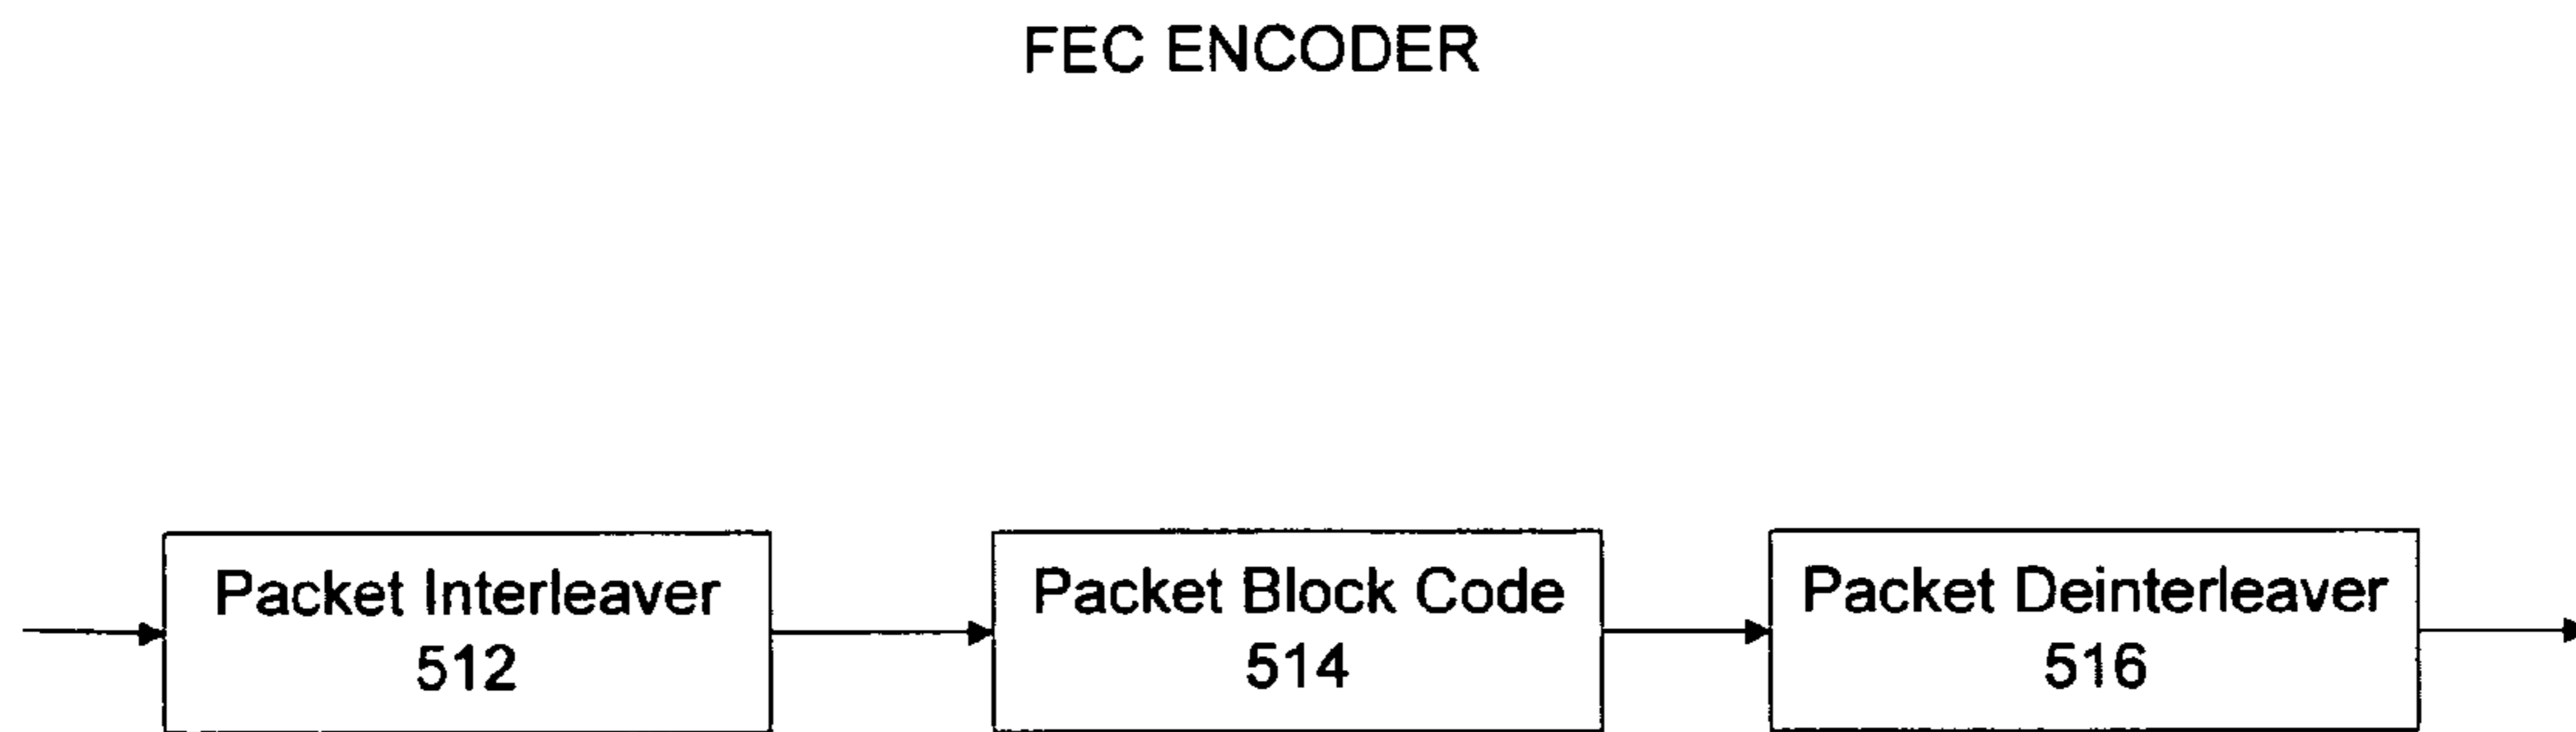 FEC ENCODER
Packet Interleaver
512
Packet Block Code
514
Packet Deinterleaver
516